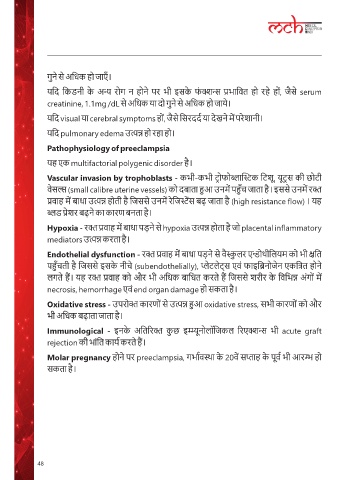 mch
गुने से अधिक हो जाएँ।
यदि किडनी के अन्य रोग न होने पर भी इसके फंक्शन्स प्रभावित हो रहे हों, जैसे serum
creatinine, 1.1mg /dL से अधिक या दो गुने से अधिक हो जाये।
यदि visual या cerebral symptoms हों, जैसे सिरदर्द या देखने में परेशानी।
यदि pulmonary edema उत्पन्न हो रहा हो।
Pathophysiology of preeclampsia
यह एक multifactorial polygenic disorder है।
Vascular invasion by trophoblasts - कभी-कभी ट्रोफोब्लास्टिक टिशू, यूट्रस की छोटी
वेसल्स (small calibre uterine vessels) को दबाता हुआ उनमें पहुँच जाता है। इससे उनमें रक्त
प्रवाह में बाधा उत्पन्न होती है जिससे उनमें रेजिस्टेंस बढ़ जाता है (high resistance flow) । यह
ब्लड प्रेशर बढ़ने का कारण बनता है।
Hypoxia - रक्त प्रवाह में बाधा पड़ने से hypoxia उत्पन्न होता है जो placental inflammatory
mediators उत्पन्न करता है।
Endothelial dysfunction - रक्त प्रवाह में बाधा पड़ने से वैस्कुलर एन्डोथीलियम को भी क्षति
पहुँचती है जिससे इसके नीचे (subendothelially), प्लेटलेट्स एवं फाइब्रिनोजेन एकत्रित होने
लगते हैं। यह रक्त प्रवाह को और भी अधिक बाधित करते हैं जिससे शरीर के विभिन्न अंगों में
necrosis, hemorrhage एवं end organ damage हो सकता है।
Oxidative stress - उपरोक्त कारणों से उत्पन्न हुआ oxidative stress, सभी कारणों को और
भी अधिक बढ़ाता जाता है।
Immunological - इनके अतिरिक्त कुछ इम्म्यूनोलॉजिकल रिएक्शन्स भी acute graft
rejection की भांति कार्य करते हैं।
Molar pregnancy होने पर preeclampsia, गर्भावस्था के 20वें सप्ताह के पूर्व भी आरम्भ हो
सकता है।
48